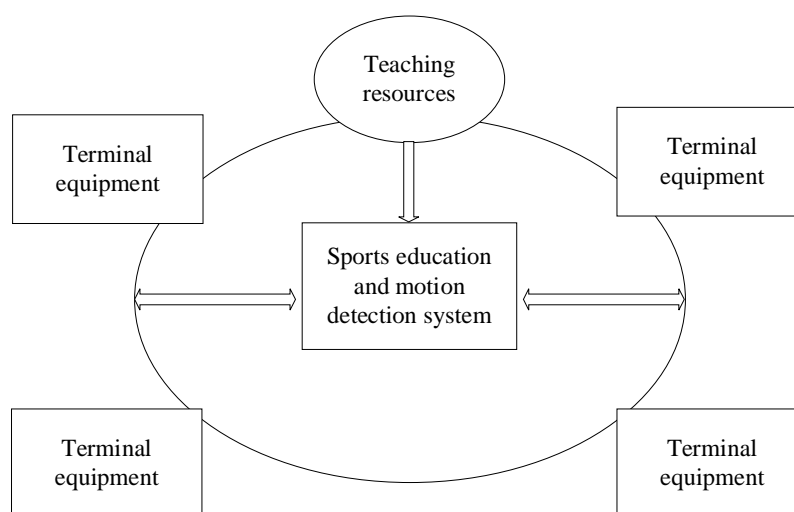 Teaching
resources
Terminal
equipment
Terminal
equipment
Sports education
and motion
detection system
Terminal
equipment
Terminal
equipment